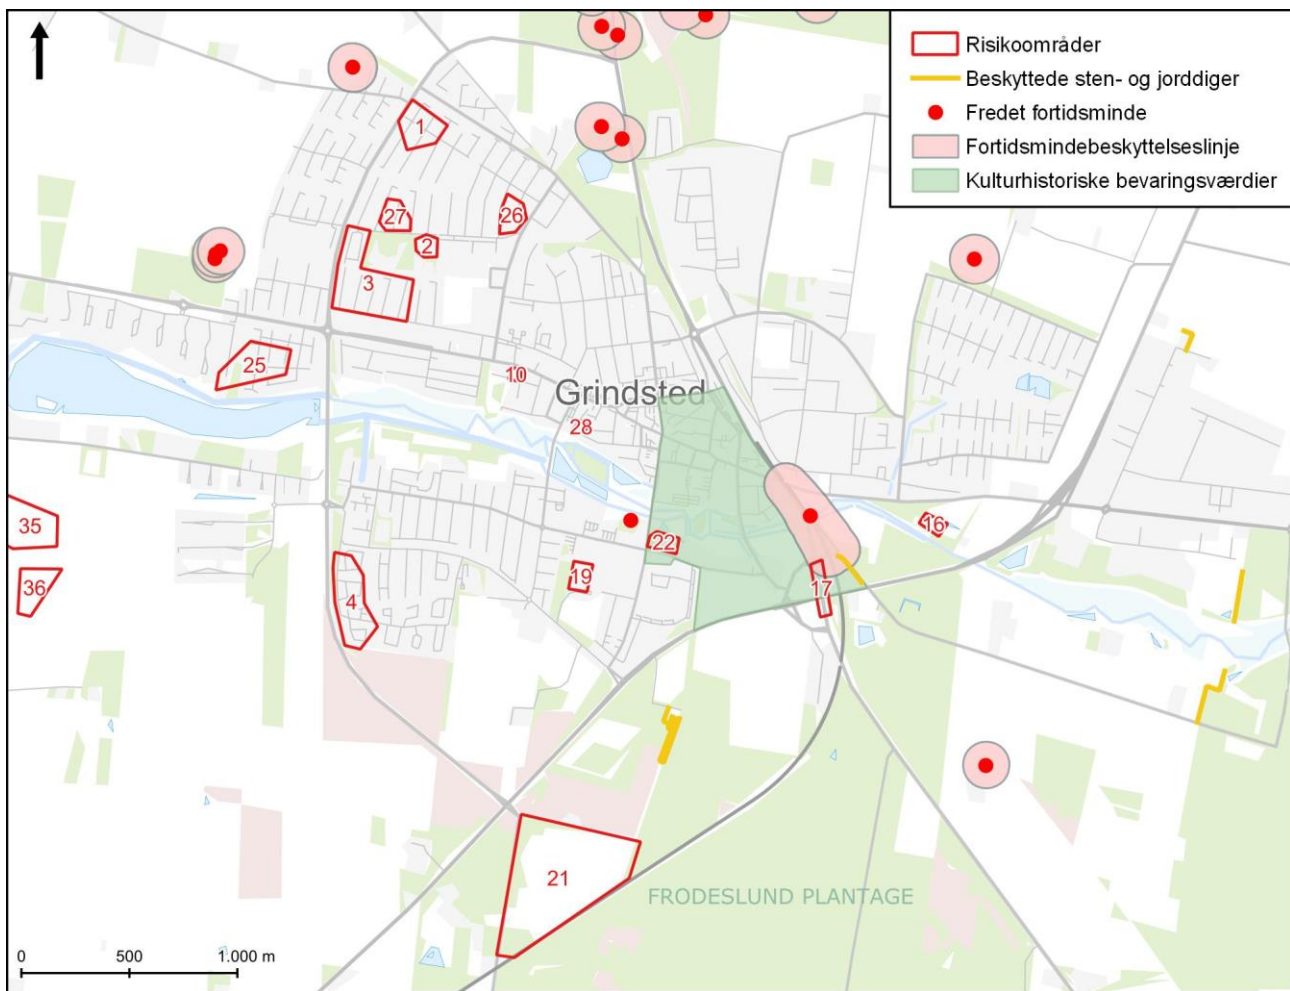 Risikoområder
Beskyttede sten- og jorddiger
Fredet fortidsminde
Fortidsmindebeskyttelseslinje
Kulturhistoriske bevaringsværdier
1
27
26
2
3
25
10
Grindsted
28
35
16
22
19
36
17
4
21
FRODESLUND PLANTAGE
0 500 1.000 m